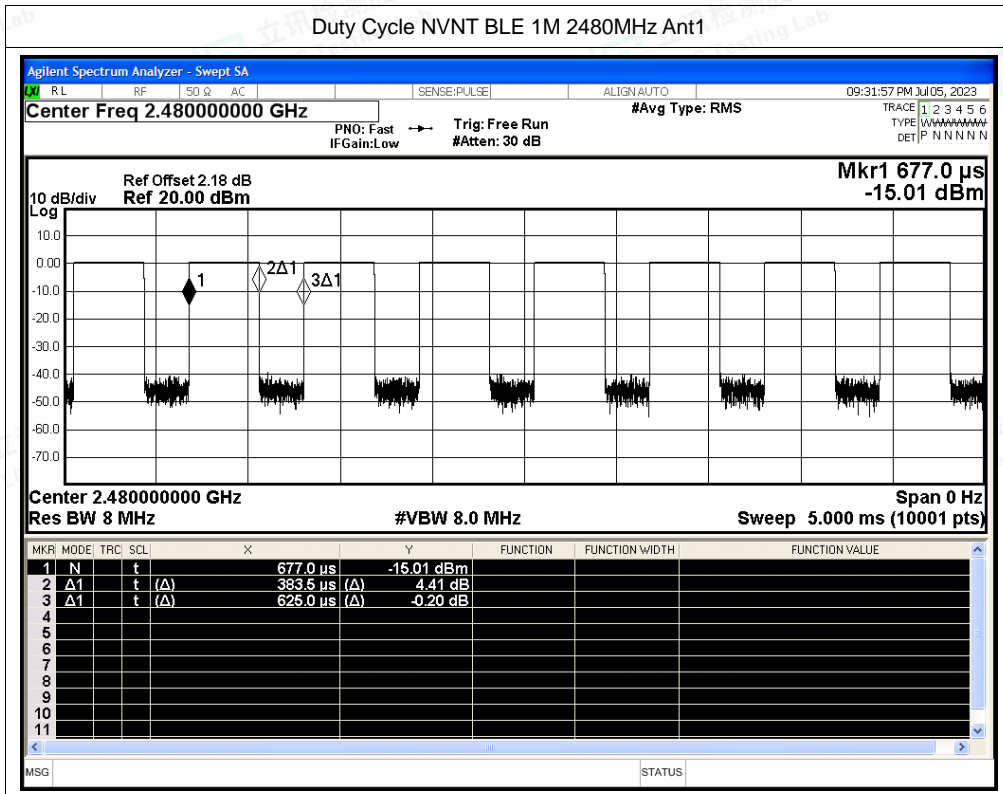 Duty Cycle NVNT BLE 1M 2480MHz Ant1
Agilent Spectrum Analyzer - Swept SA
LXI RL RF 50 Ω AC SENSE:PULSE ALIGN AUTO 09:31:57 PM Jul 05, 2023
Center Freq 2.480000000 GHz #Avg Type: RMS TRACE 1 2 3 4 5 6
PNO: Fast Trig: Free Run TYPE WWWWWW
IFGain:Low #Atten: 30 dB DET P N N N N N
Mkr1 677.0 µs
Ref Offset 2.18 dB
10 dB/div Ref 20.00 dBm -15.01 dBm
Log
10.0
0.00
2Δ1
1 3Δ1
-10.0
-20.0
-30.0
-40.0
-50.0
-60.0
-70.0
Center 2.480000000 GHz Span 0 Hz
Res BW 8 MHz #VBW 8.0 MHz Sweep 5.000 ms (10001 pts)
MKR MODE TRC SCL X Y FUNCTION FUNCTION WIDTH FUNCTION VALUE
1 N t 677.0 µs -15.01 dBm
2 Δ1 t (Δ) 383.5 µs (Δ) 4.41 dB
3 Δ1 t (Δ) 625.0 µs (Δ) -0.20 dB
4
5
6
7
8
9
10
11
MSG STATUS